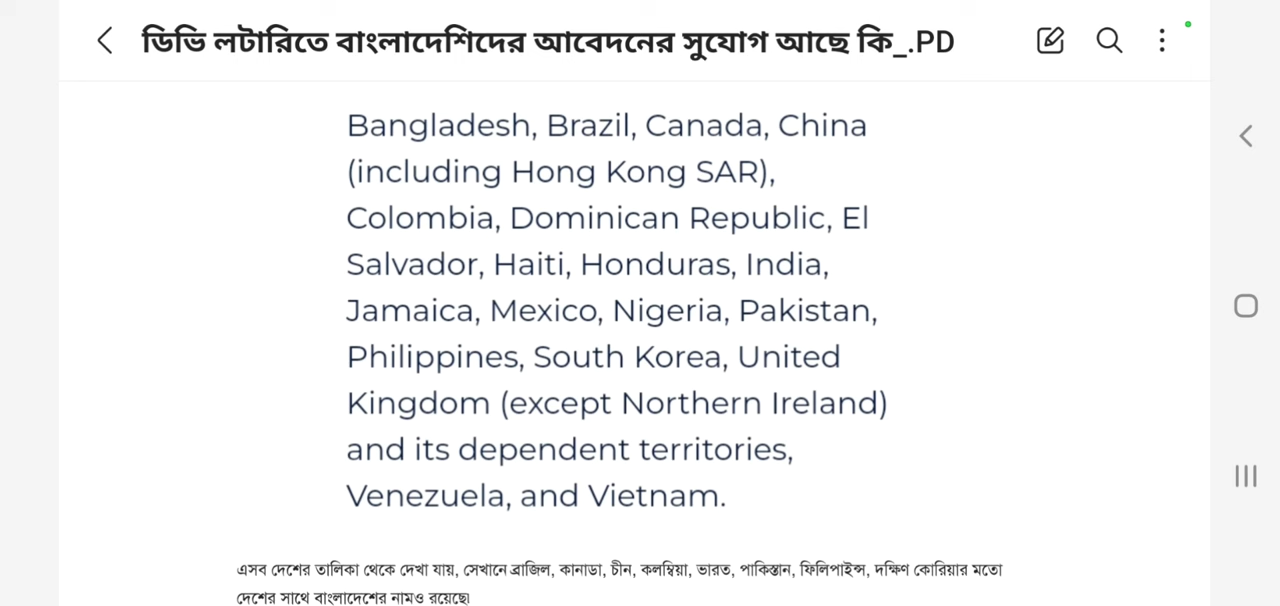 ডিভি লটারিতে বাংলাদেশিদের আবেদনের সুযোগ আছে কি_.PD
Bangladesh, Brazil, Canada, China
(including Hong Kong SAR),
Colombia, Dominican Republic, El
Salvador, Haiti, Honduras, India,
Jamaica, Mexico, Nigeria, Pakistan,
Philippines, South Korea, United
Kingdom (except Northern Ireland)
and its dependent territories,
Venezuela, and Vietnam.
এসব দেশের তালিকা থেকে দেখা যায়, সেখানে ব্রাজিল, কানাডা, চীন, কলম্বিয়া, ভারত, পাকিস্তান, ফিলিপাইন্স, দক্ষিণ কোরিয়ার মতো
দেশের সাথে বাংলাদেশের নামও রয়েছে৷